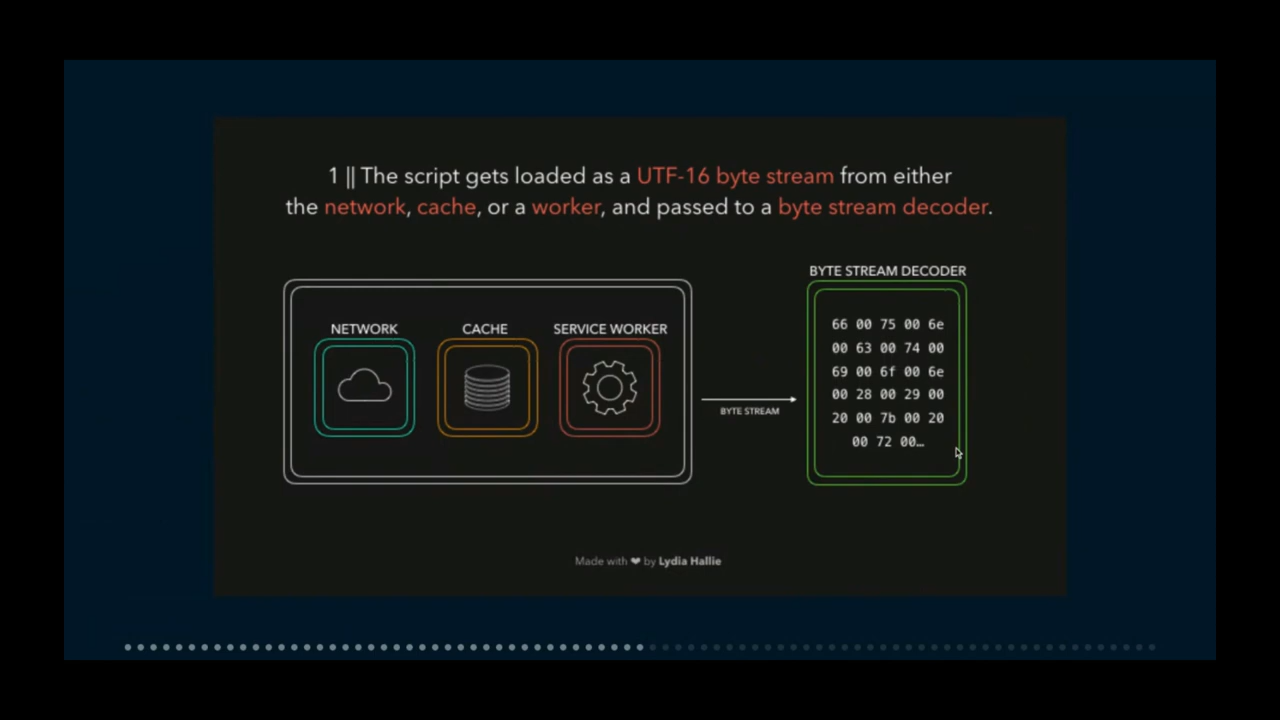 1 || The script gets loaded as a UTF-16 byte stream from either
the network, cache, or a worker, and passed to a byte stream decoder.
BYTE STREAM DECODER
NETWORK
CACHE
SERVICE WORKER
BYTE STREAM
66 00 75 00 6e
00 63 00 74 00
69 00 6f 00 6e
00 28 00 29 00
20 00 7b 00 20
00 72 00…
Made with ❤ by Lydia Hallie